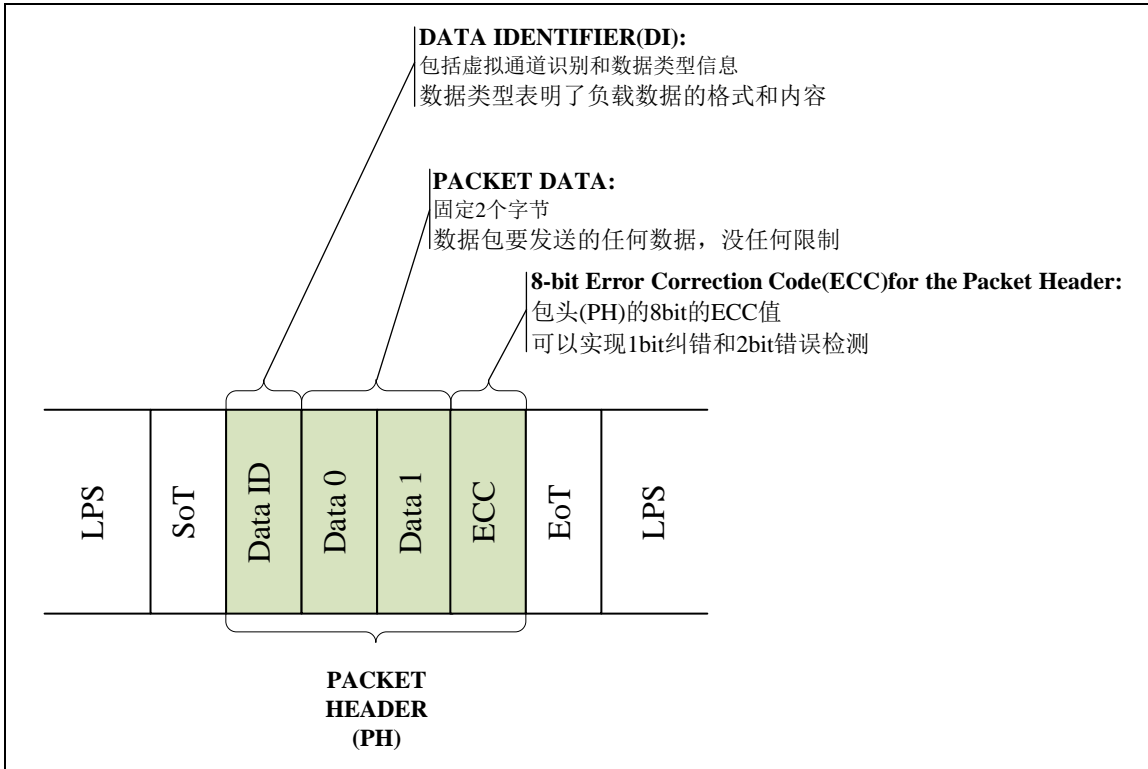 DATA IDENTIFIER(DI):
包括虚拟通道识别和数据类型信息
数据类型表明了负载数据的格式和内容
PACKET DATA:
固定2个字节
数据包要发送的任何数据，没任何限制
8-bit Error Correction Code(ECC)for the Packet Header:
包头(PH)的8bit的ECC值
可以实现1bit纠错和2bit错误检测
LPS
SoT
Data ID
Data 0
Data 1
ECC
EoT
LPS
PACKET
HEADER
(PH)